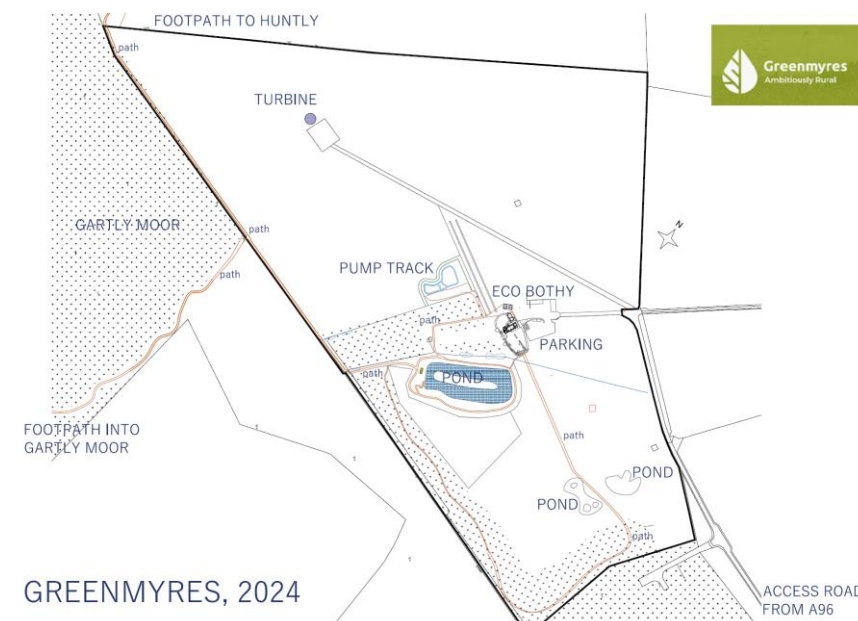 FOOTPATH TO HUNTLY
path
Greenmyres
Ambitiously Rural
TURBINE
GARTLY MOOR
path
path
N
PUMP TRACK
ECO BOTHY
path
PARKING
path
POND
FOOTPATH INTO
GARTLY MOOR
path
POND
POND
path
GREENMYRES, 2024
ACCESS ROAD
FROM A96